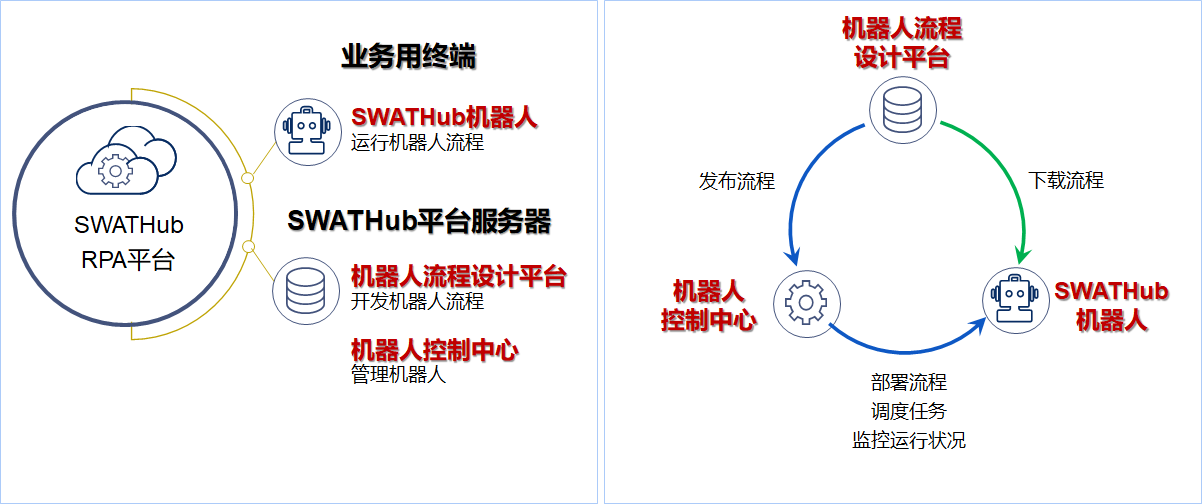 业务用终端
SWATHub机器人
运行机器人流程
SWATHub
RPA平台
SWATHub平台服务器
机器人流程设计平台
开发机器人流程
机器人控制中心
管理机器人
机器人流程
设计平台
发布流程
下载流程
机器人
控制中心
SWATHub
机器人
部署流程
调度任务
监控运行状况